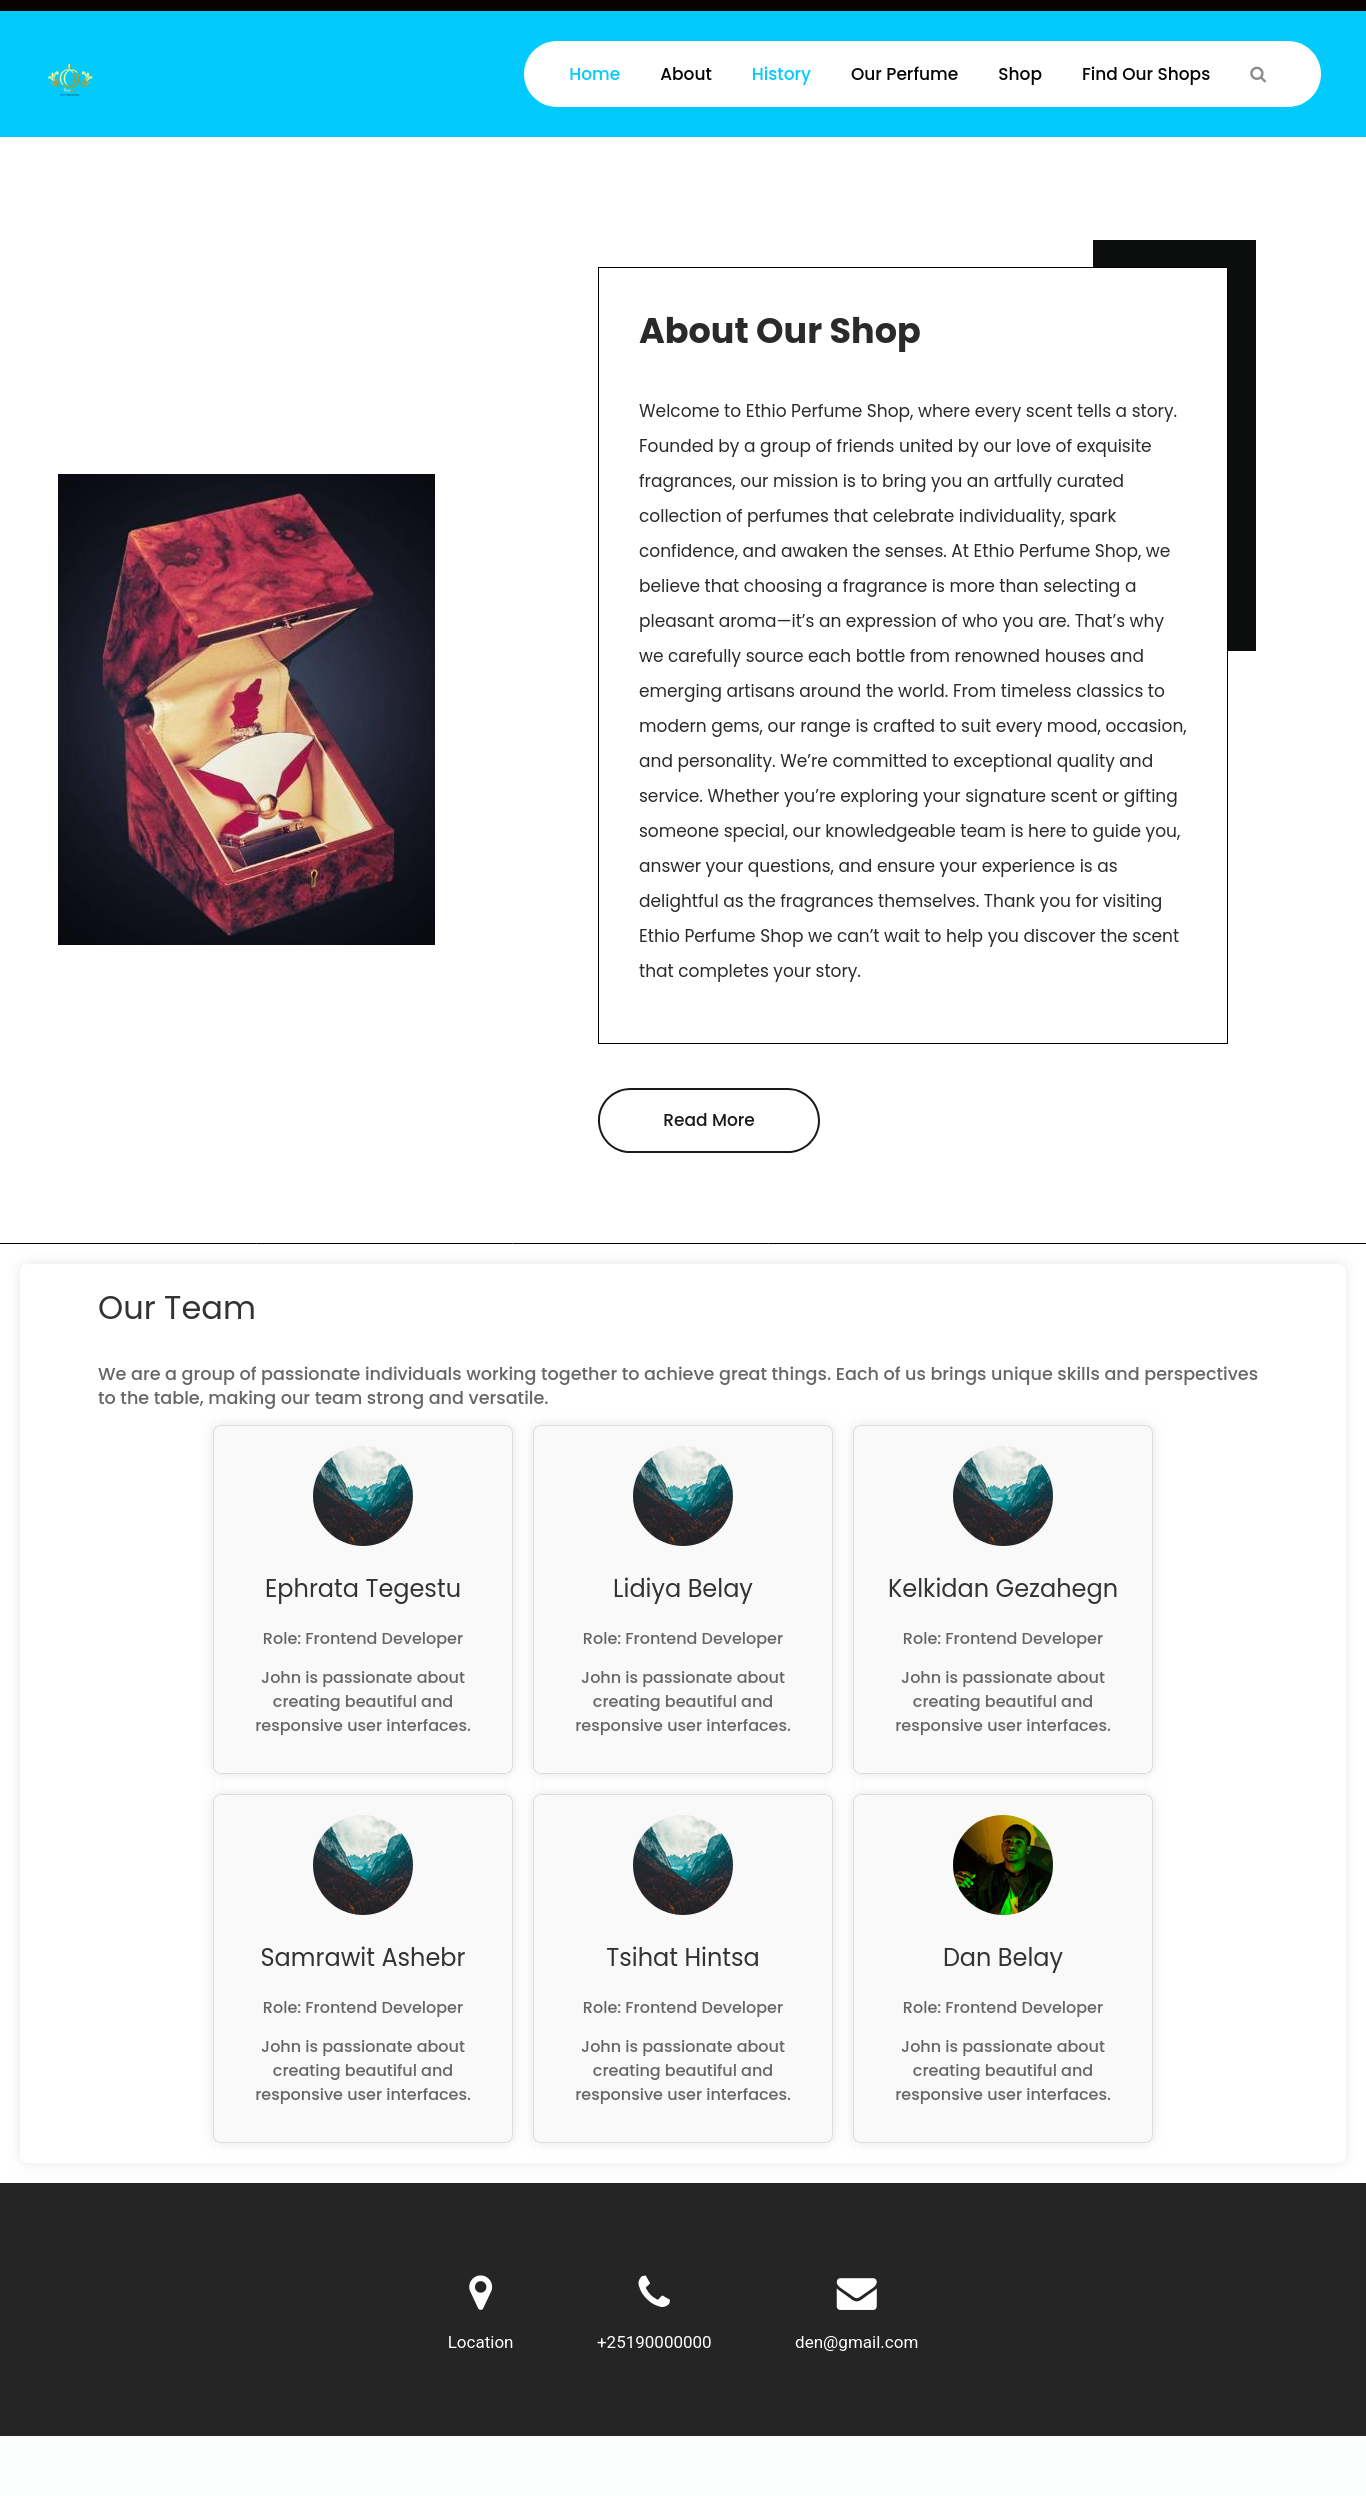 Home About History Our Perfume Shop Find Our Shops
About Our Shop
Welcome to Ethio Perfume Shop, where every scent tells a story.
Founded by a group of friends united by our love of exquisite
fragrances, our mission is to bring you an artfully curated
collection of perfumes that celebrate individuality, spark
confidence, and awaken the senses. At Ethio Perfume Shop, we
believe that choosing a fragrance is more than selecting a
pleasant aroma—it’s an expression of who you are. That’s why
we carefully source each bottle from renowned houses and
emerging artisans around the world. From timeless classics to
modern gems, our range is crafted to suit every mood, occasion,
and personality. We’re committed to exceptional quality and
service. Whether you’re exploring your signature scent or gifting
someone special, our knowledgeable team is here to guide you,
answer your questions, and ensure your experience is as
delightful as the fragrances themselves. Thank you for visiting
Ethio Perfume Shop we can’t wait to help you discover the scent
that completes your story.
Read More
Our Team
We are a group of passionate individuals working together to achieve great things. Each of us brings unique skills and perspectives
to the table, making our team strong and versatile.
Ephrata Tegestu
Role: Frontend Developer
John is passionate about
creating beautiful and
responsive user interfaces.
Lidiya Belay
Role: Frontend Developer
John is passionate about
creating beautiful and
responsive user interfaces.
Kelkidan Gezahegn
Role: Frontend Developer
John is passionate about
creating beautiful and
responsive user interfaces.
Samrawit Ashebr
Role: Frontend Developer
John is passionate about
creating beautiful and
responsive user interfaces.
Tsihat Hintsa
Role: Frontend Developer
John is passionate about
creating beautiful and
responsive user interfaces.
Dan Belay
Role: Frontend Developer
John is passionate about
creating beautiful and
responsive user interfaces.
Location
+25190000000
den@gmail.com